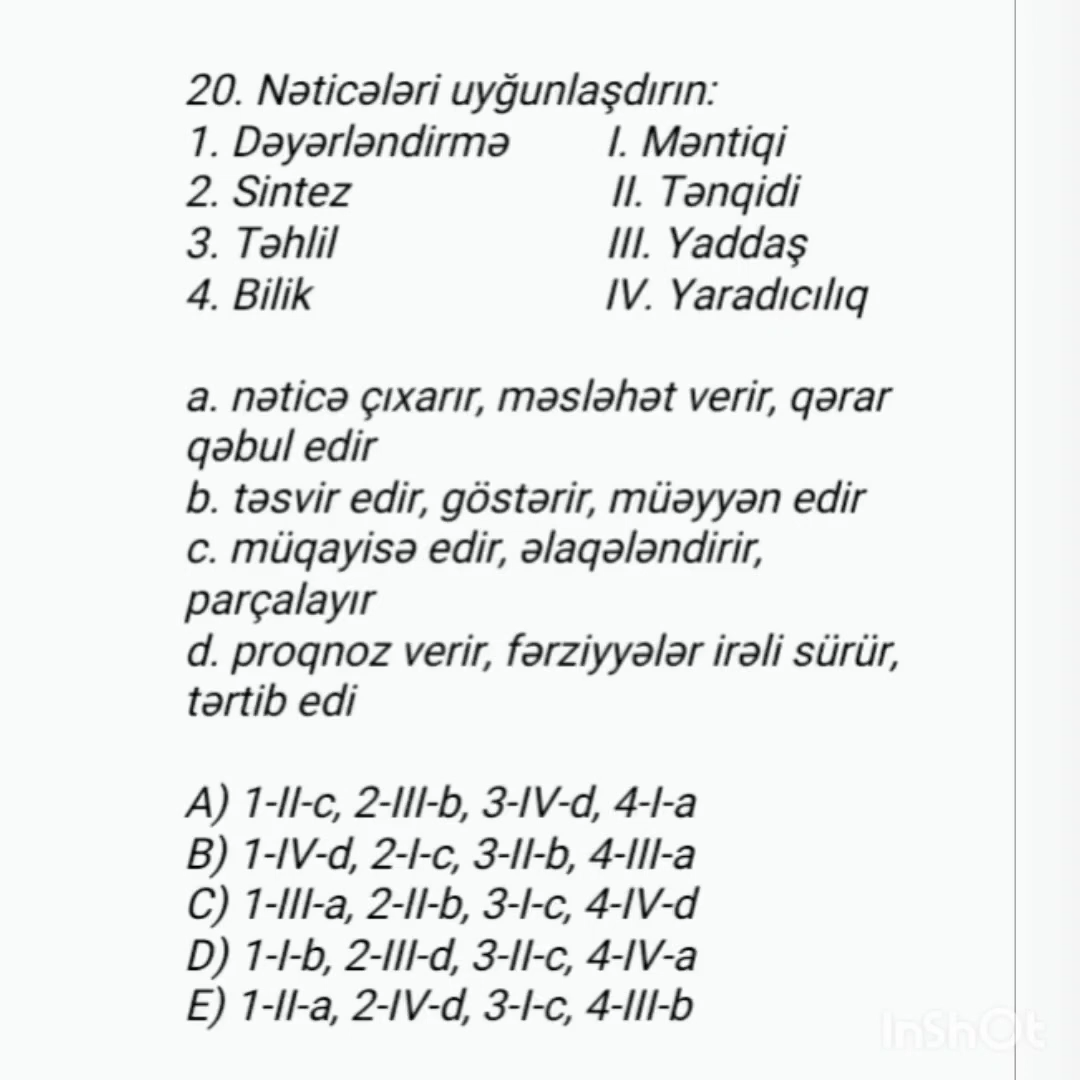 20. Nəticələri uyğunlaşdırın:
1. Dəyərləndirmə I. Məntiqi
2. Sintez II. Tənqidi
3. Təhlil III. Yaddaş
4. Bilik IV. Yaradıcılıq
a. nəticə çıxarır, məsləhət verir, qərar
qəbul edir
b. təsvir edir, göstərir, müəyyən edir
c. müqayisə edir, əlaqələndirir,
parçalayır
d. proqnoz verir, fərziyyələr irəli sürür,
tərtib edi
A) 1-II-c, 2-III-b, 3-IV-d, 4-I-a
B) 1-IV-d, 2-I-c, 3-II-b, 4-III-a
C) 1-III-a, 2-II-b, 3-I-c, 4-IV-d
D) 1-I-b, 2-III-d, 3-II-c, 4-IV-a
E) 1-II-a, 2-IV-d, 3-I-c, 4-III-b
InShOt